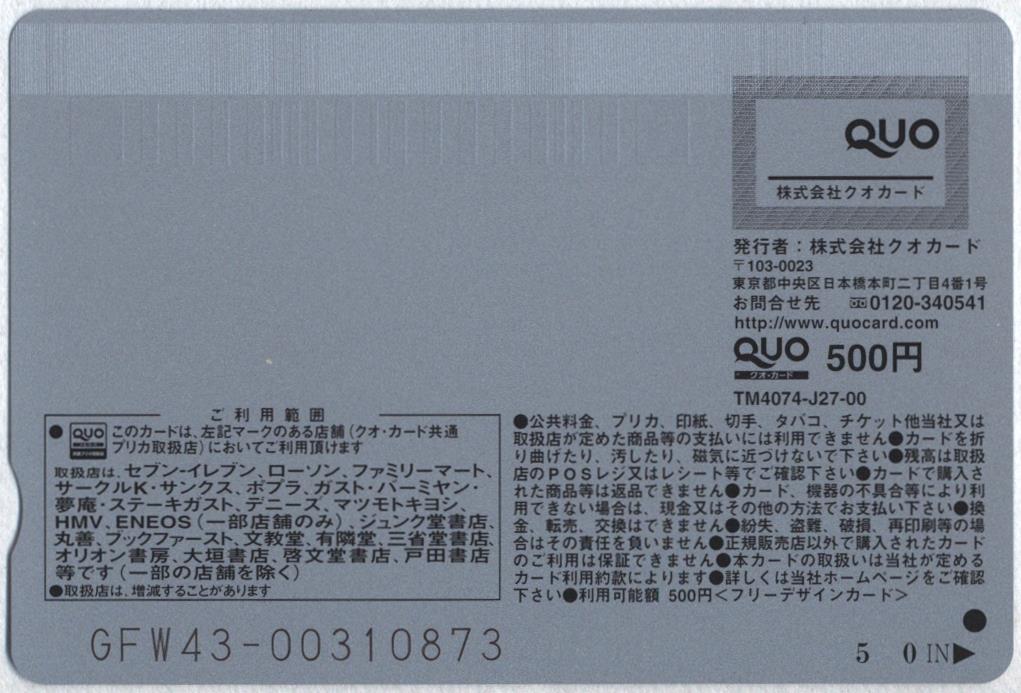 QUO
株式会社クオカード
発行者：株式会社クオカード
〒103-0023
東京都中央区日本橋本町二丁目4番1号
お問合せ先 0120-340541
http://www.quocard.com
QUO 500円
クオ・カード
TM4074-J27-00
ご利用範囲
●QUO このカードは、左記マークのある店舗（クオ・カード共通
プリカ取扱店）においてご利用頂けます
取扱店は、セブン-イレブン、ローソン、ファミリーマート、
サークルK・サンクス、ポプラ、ガスト・バーミヤン・
夢庵・ステーキガスト、デニーズ、マツモトキヨシ、
HMV、ENEOS（一部店舗のみ）、ジュンク堂書店、
丸善、ブックファースト、文教堂、有隣堂、三省堂書店、
オリオン書房、大垣書店、啓文堂書店、戸田書店
等です（一部の店舗を除く）
●取扱店は、増減することがあります
●公共料金、プリカ、印紙、切手、タバコ、チケット他当社又は
取扱店が定めた商品等の支払いには利用できません●カードを折
り曲げたり、汚したり、磁気に近づけないで下さい●残高は取扱
店のPOSレジ又はレシート等でご確認下さい●カードで購入さ
れた商品等は返品できません●カード、機器の不具合等により利
用できない場合は、現金又はその他の方法でお支払い下さい●換
金、転売、交換はできません●紛失、盗難、破損、再印刷等の場
合はその責任を負いません●正規販売店以外で購入されたカード
のご利用は保証できません●本カードの取扱いは当社が定める
カード利用約款によります●詳しくは当社ホームページをご確認
下さい●利用可能額 500円＜フリーデザインカード＞
GFW43-00310873
5 0 IN▶